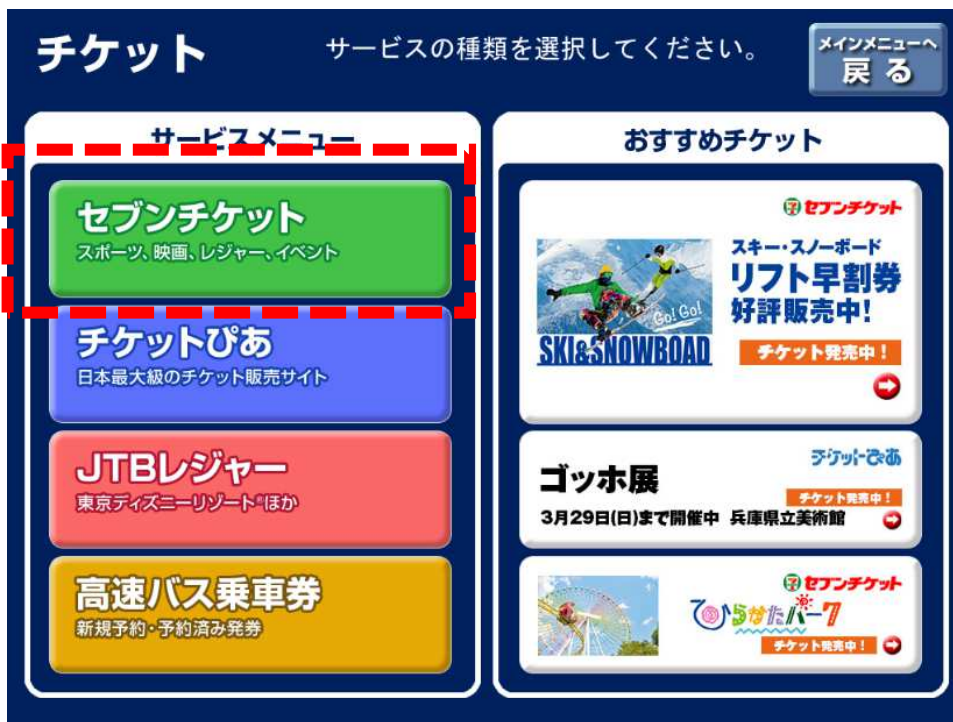 チケット
サービスの種類を選択してください。
メインメニューへ
戻る
サービスメニュー
セブンチケット
スポーツ、映画、レジャー、イベント
チケットぴあ
日本最大級のチケット販売サイト
JTBレジャー
東京ディズニーリゾート®ほか
高速バス乗車券
新規予約・予約済み発券
おすすめチケット
セブンチケット
スキー・スノーボード
リフト早割券
好評販売中!
Go! Go!
SKI&SNOWBOAD
チケット発売中!
チケットぴあ
ゴッホ展
チケット発売中!
3月29日(日)まで開催中 兵庫県立美術館
セブンチケット
ひらかたパーク
チケット発売中!